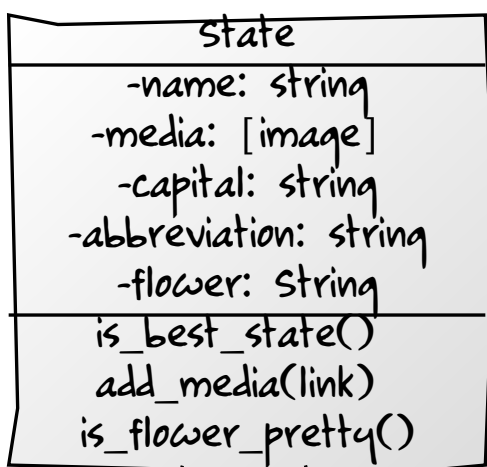 State
-name: string
-media: [image]
-capital: string
-abbreviation: string
-flower: String
is_best_state()
add_media(link)
is_flower_pretty()